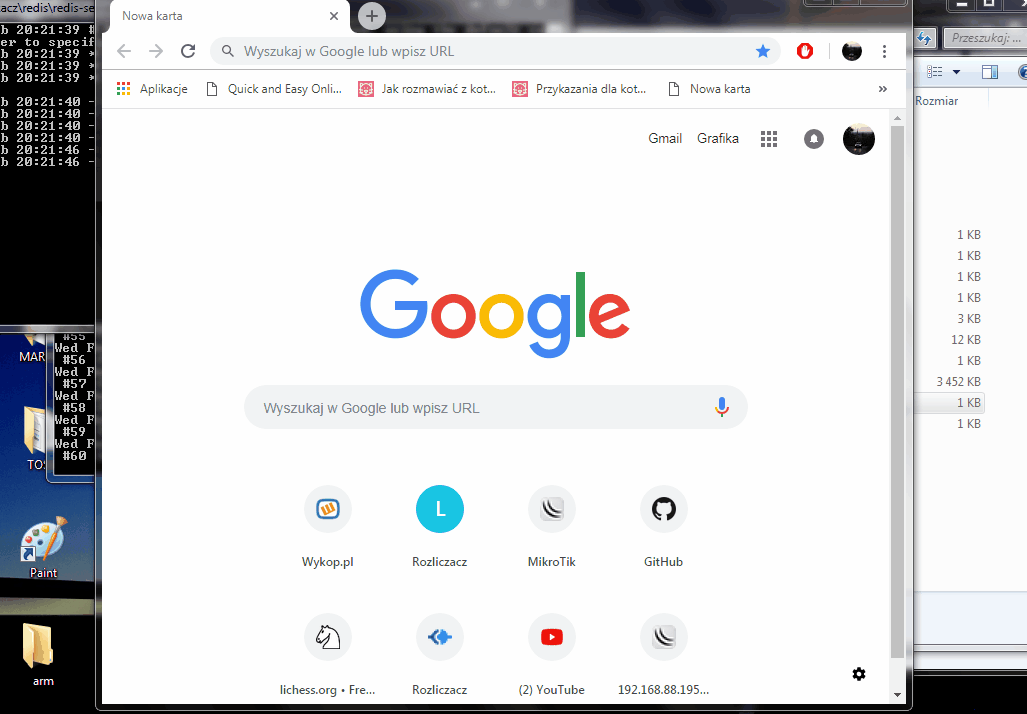 acz\redis\redis-se
b 20:21:39 #
er to specif
b 20:21:39 *
b 20:21:39 *
b 20:21:39 *
b 20:21:40 -
b 20:21:40 -
b 20:21:40 -
b 20:21:40 -
b 20:21:46 -
b 20:21:46 -
Nowa karta
Wyszukaj w Google lub wpisz URL
Aplikacje Quick and Easy Onli... Jak rozmawiać z kot... Przykazania dla kot... Nowa karta »
Gmail Grafika
Google
Wyszukaj w Google lub wpisz URL
Wykop.pl L Rozliczacz MikroTik GitHub
lichess.org • Fre... Rozliczacz (2) YouTube 192.168.88.195...
Przeszukaj: ...
Rozmiar
1 KB
1 KB
1 KB
1 KB
3 KB
12 KB
1 KB
3 452 KB
1 KB
1 KB
MAR
TOS
#55
Wed F
#56
Wed F
#57
Wed F
#58
Wed F
#59
Wed F
#60
Paint
arm